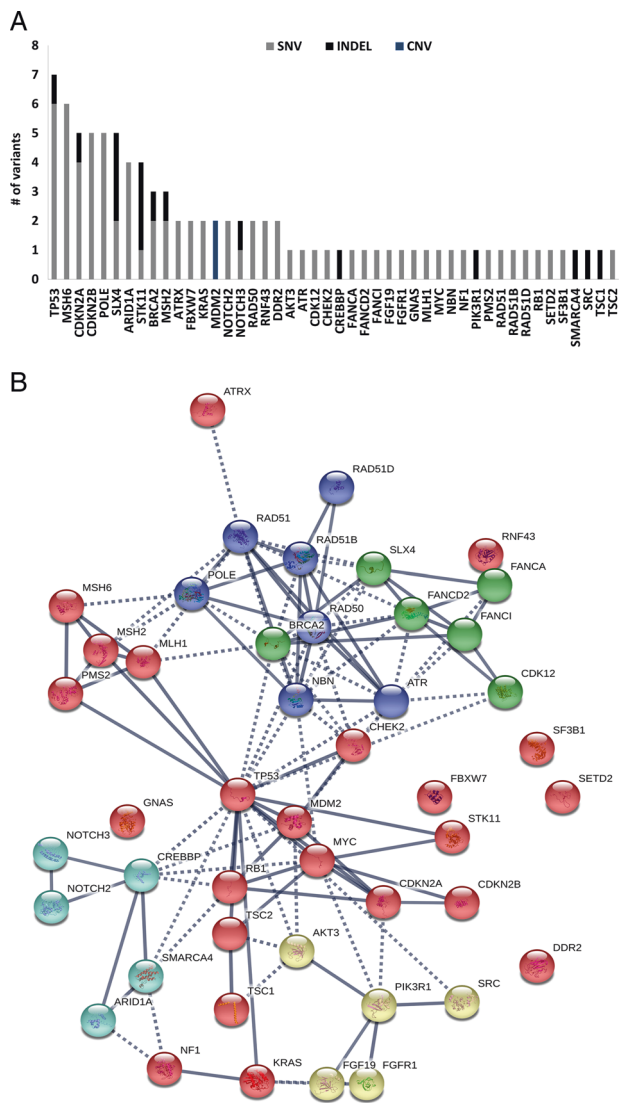 A
8
7
6
5
4
3
2
1
0
# of variants
SNV INDEL CNV
TP53 MSH6 CDKN2A CDKN2B POLE SLX4 ARID1A STK11 BRCA2 MSH2 ATRX FBXW7 KRAS MDM2 NOTCH2 NOTCH3 RAD50 RNF43 DDR2 AKT3 ATR CDK12 CHEK2 CREBBP FANCA FANCD2 FANCI FGF19 FGFR1 GNAS MLH1 MYC NBN NF1 PIK3R1 PMS2 RAD51 RAD51B RAD51D RB1 SETD2 SF3B1 SMARCA4 SRC TSC1 TSC2
B
ATRX
RAD51D
RAD51
RAD51B
RNF43
SLX4
FANCA
POLE
MSH6
FANCD2
RAD50
FANCI
BRCA2
MSH2
MLH1
PMS2
NBN
ATR
CDK12
CHEK2
SF3B1
TP53
FBXW7
SETD2
GNAS
MDM2
STK11
NOTCH3
MYC
CREBBP
RB1
NOTCH2
CDKN2A
CDKN2B
TSC2
AKT3
DDR2
SMARCA4
TSC1
PIK3R1
SRC
ARID1A
NF1
KRAS
FGF19
FGFR1